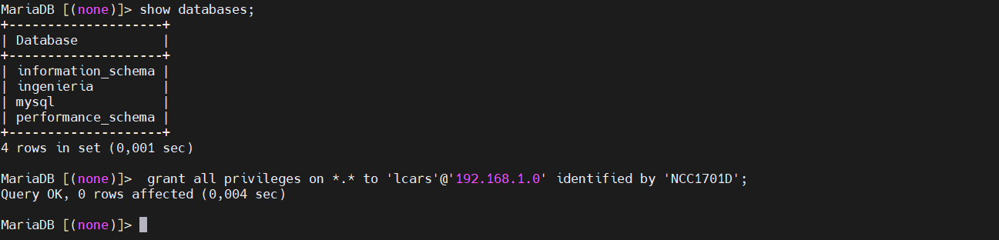 MariaDB [(none)]> show databases;
+--------------------+
| Database           |
+--------------------+
| information_schema |
| ingenieria         |
| mysql              |
| performance_schema |
+--------------------+
4 rows in set (0,001 sec)
MariaDB [(none)]>  grant all privileges on *.* to 'lcars'@'192.168.1.0' identified by 'NCC1701D';
Query OK, 0 rows affected (0,004 sec)
MariaDB [(none)]>